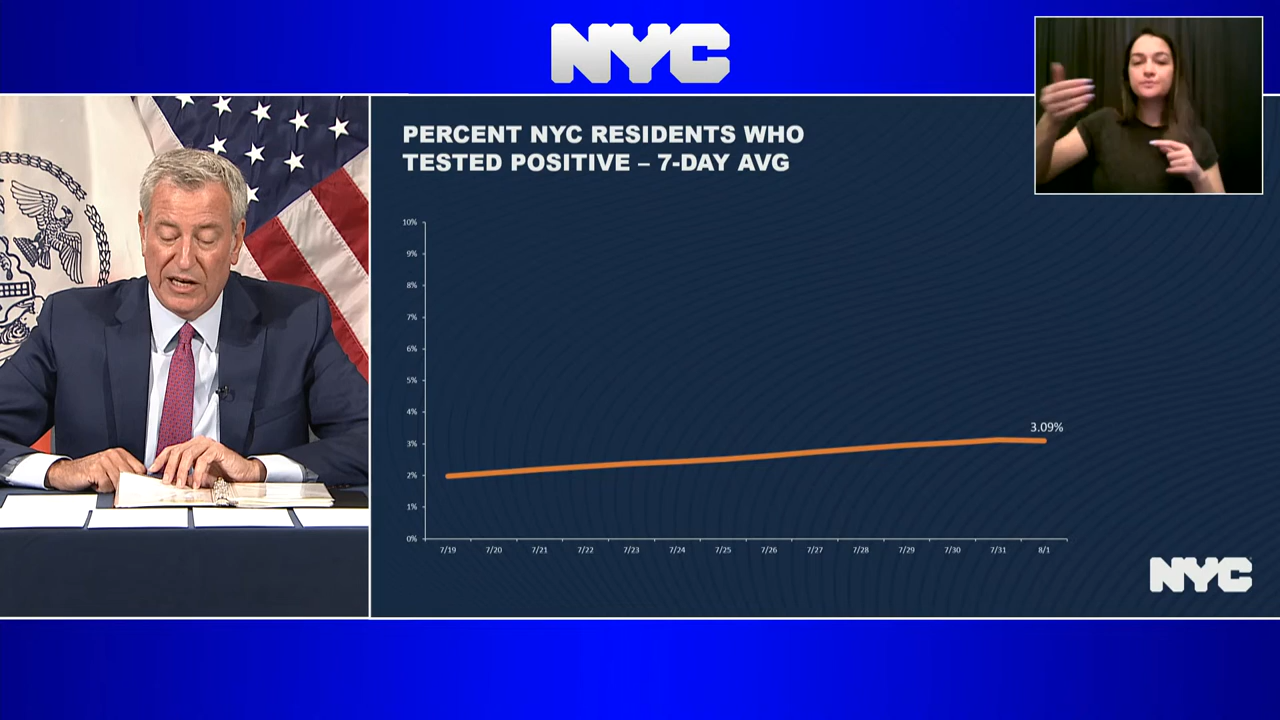 NYC
PERCENT NYC RESIDENTS WHO
TESTED POSITIVE – 7-DAY AVG
10%
9%
8%
7%
6%
5%
4%
3%
2%
1%
0%
3.09%
7/19 7/20 7/21 7/22 7/23 7/24 7/25 7/26 7/27 7/28 7/29 7/30 7/31 8/1
NYC